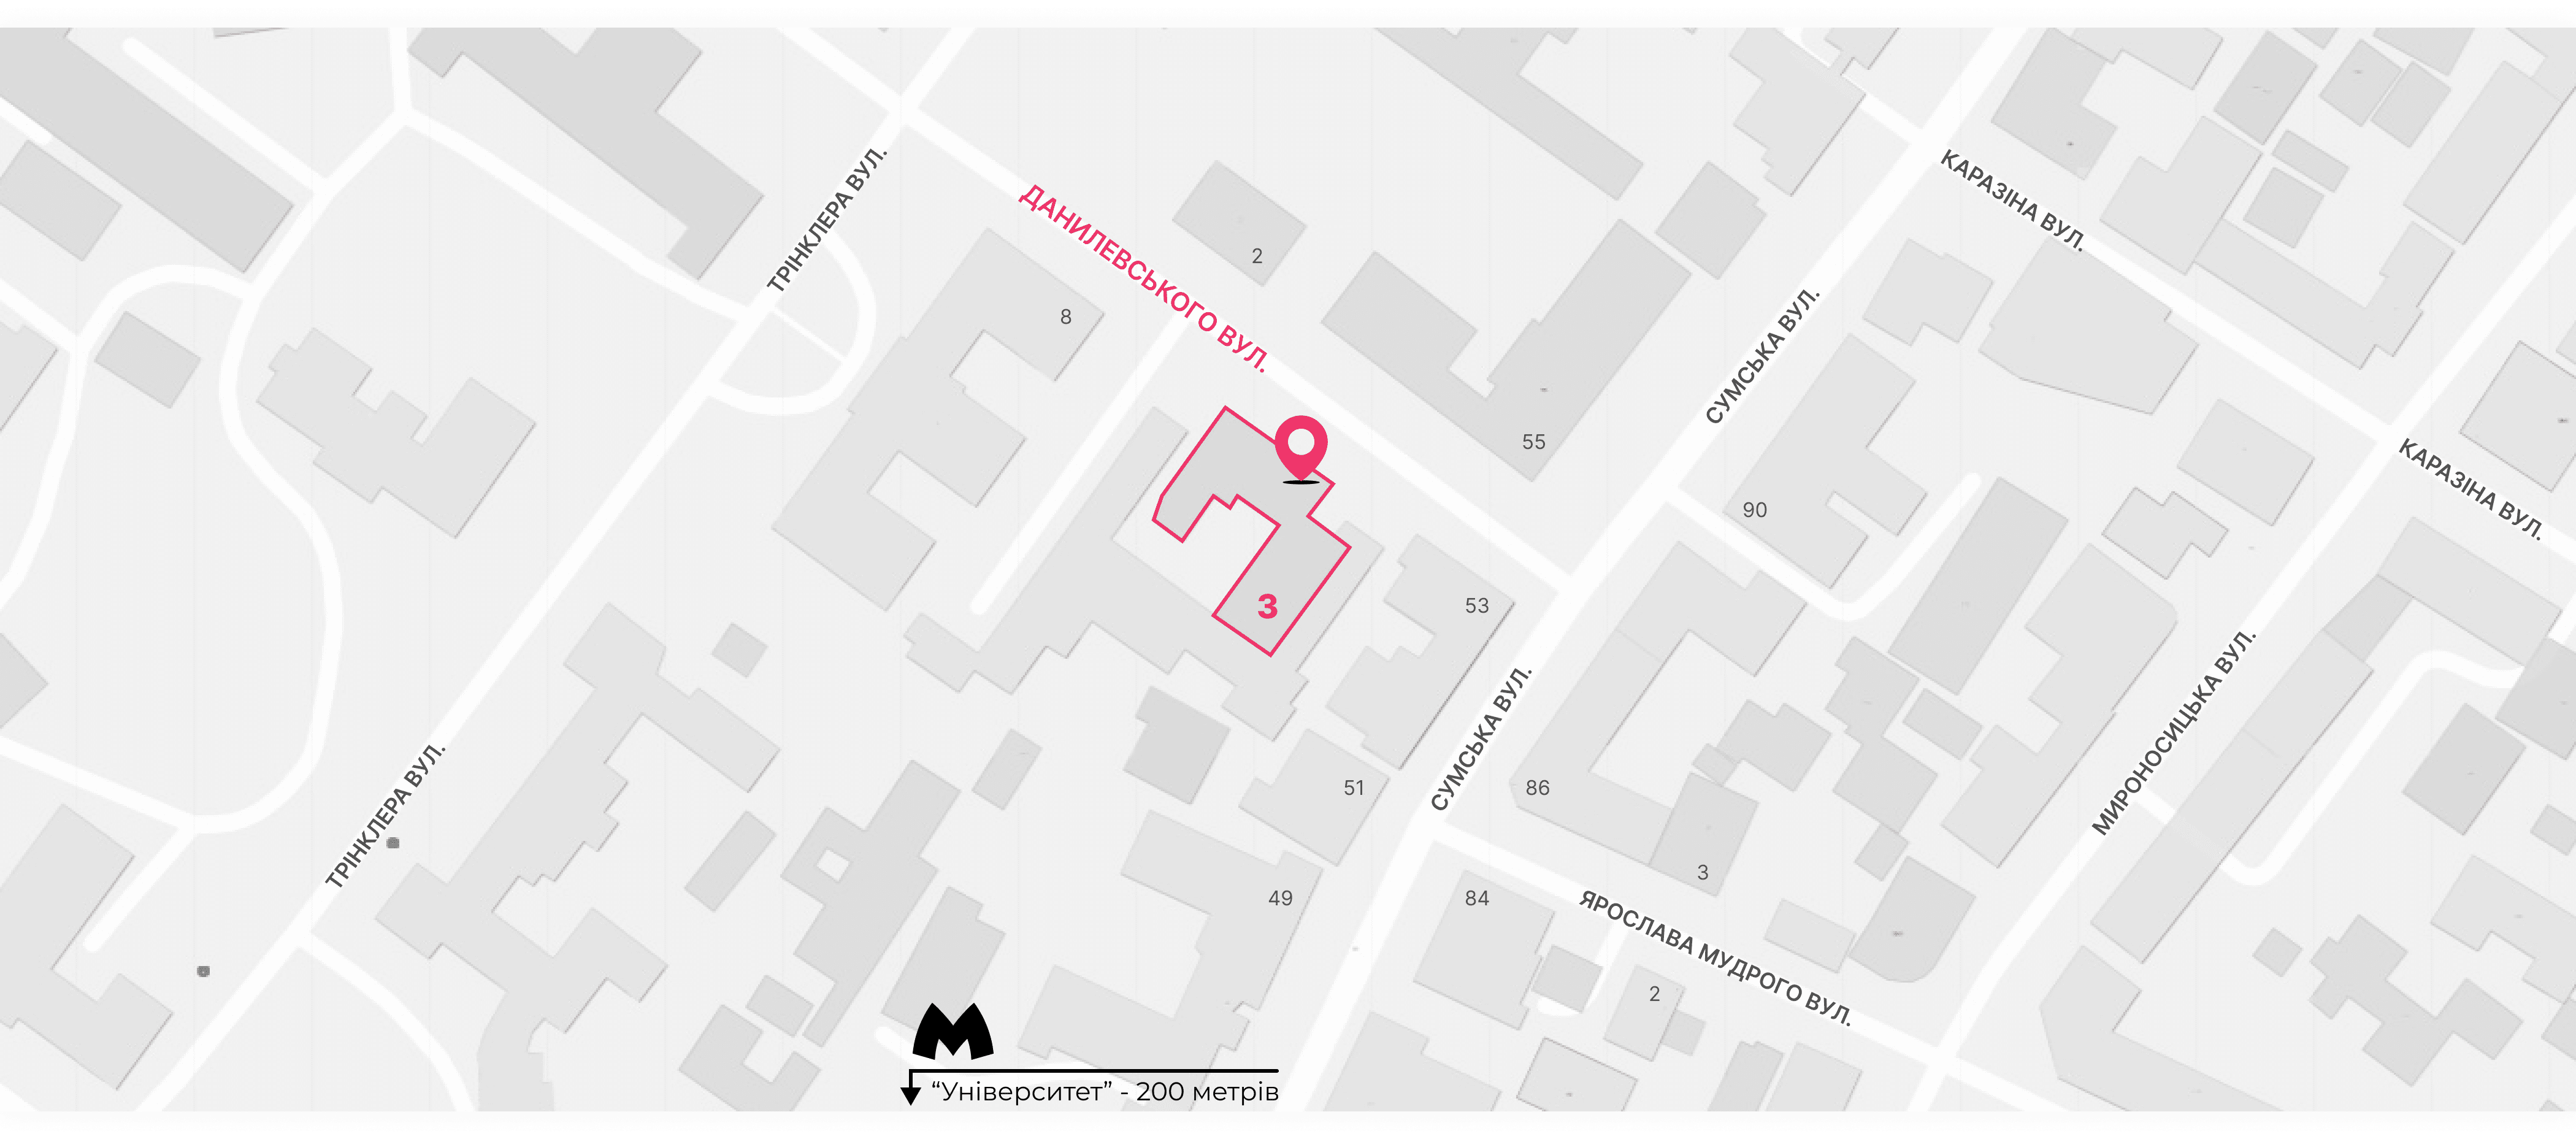 КАРАЗІНА ВУЛ.
ТРІНКЛЕРА ВУЛ.
ДАНИЛЕВСЬКОГО ВУЛ.
2
8
СУМСЬКА ВУЛ.
55
КАРАЗІНА ВУЛ.
90
3
53
МИРОНОСИЦЬКА ВУЛ.
СУМСЬКА ВУЛ.
51
86
ТРІНКЛЕРА ВУЛ.
3
49
84
ЯРОСЛАВА МУДРОГО ВУЛ.
2
“Університет” - 200 метрів